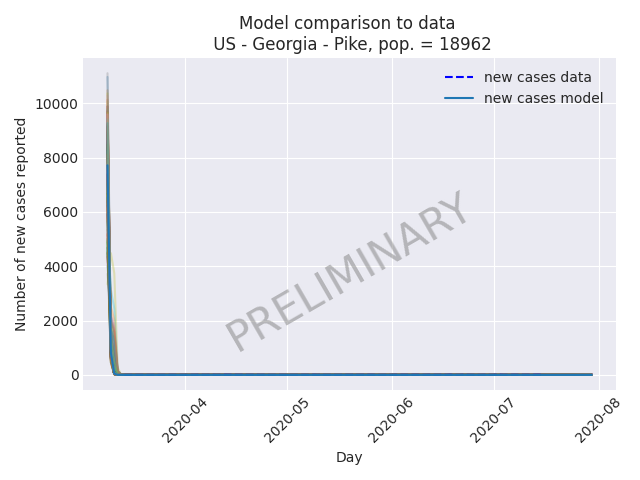 Model comparison to data
US - Georgia - Pike, pop. = 18962
new cases data
new cases model
Number of new cases reported
10000
8000
6000
4000
2000
0
PRELIMINARY
2020-04
2020-05
2020-06
2020-07
2020-08
Day